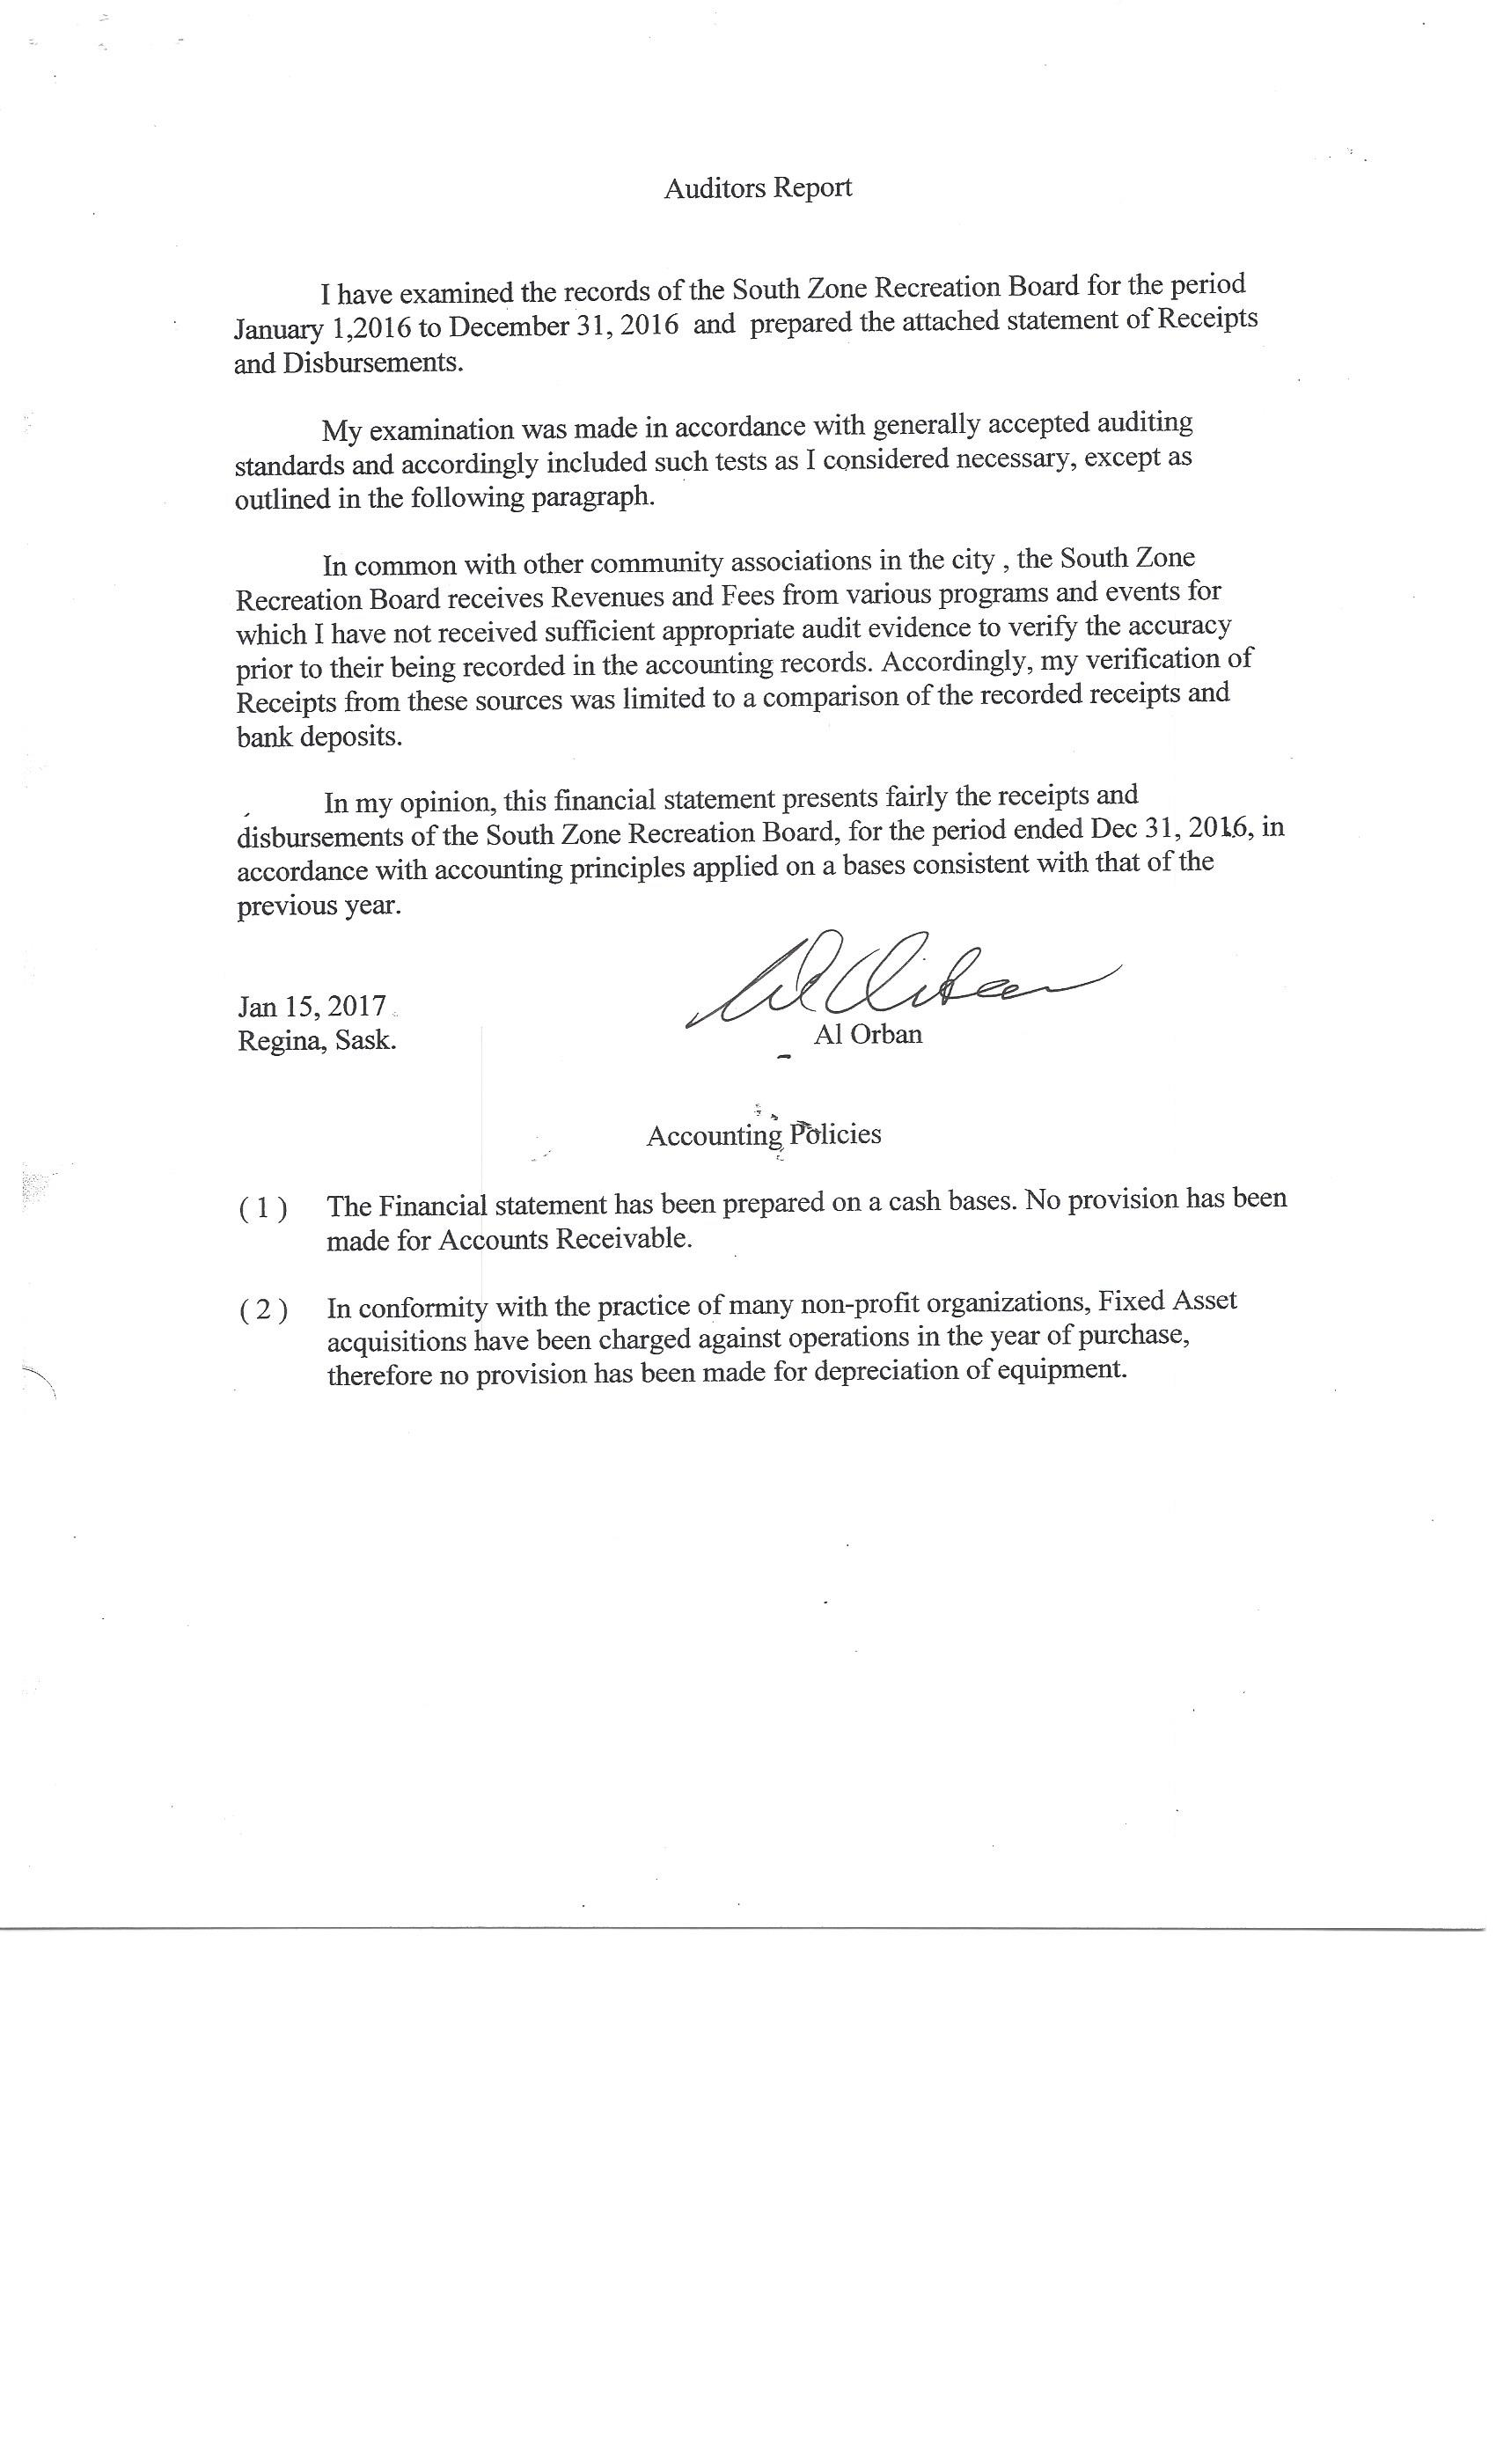 Auditors Report
I have examined the records of the South Zone Recreation Board for the period
January 1,2016 to December 31, 2016 and prepared the attached statement of Receipts
and Disbursements.
My examination was made in accordance with generally accepted auditing
standards and accordingly included such tests as I considered necessary, except as
outlined in the following paragraph.
In common with other community associations in the city , the South Zone
Recreation Board receives Revenues and Fees from various programs and events for
which I have not received sufficient appropriate audit evidence to verify the accuracy
prior to their being recorded in the accounting records. Accordingly, my verification of
Receipts from these sources was limited to a comparison of the recorded receipts and
bank deposits.
In my opinion, this financial statement presents fairly the receipts and
disbursements of the South Zone Recreation Board, for the period ended Dec 31, 2016, in
accordance with accounting principles applied on a bases consistent with that of the
previous year.
Al Orban
Jan 15, 2017
Regina, Sask.
Al Orban
Accounting Policies
( 1 ) The Financial statement has been prepared on a cash bases. No provision has been
made for Accounts Receivable.
( 2 ) In conformity with the practice of many non-profit organizations, Fixed Asset
acquisitions have been charged against operations in the year of purchase,
therefore no provision has been made for depreciation of equipment.